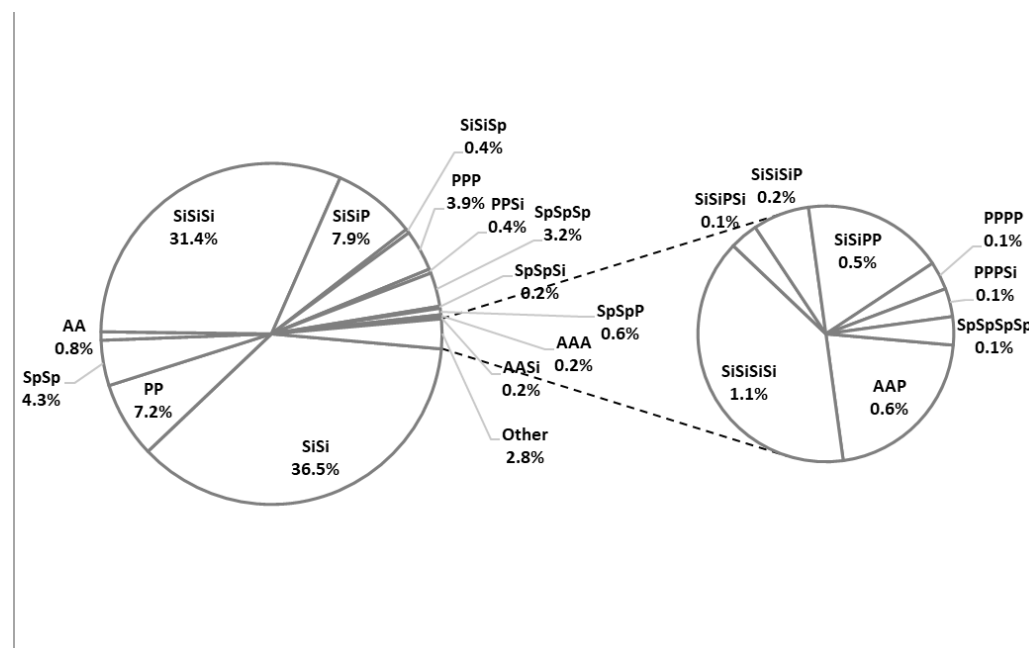 SiSiSp
0.4%
PPP
3.9%
PPSi
0.4%
SpSpSp
3.2%
SiSiSi
31.4%
SiSiP
7.9%
SpSpSi
0.2%
SpSpP
0.6%
AAA
0.2%
AASi
0.2%
Other
2.8%
AA
0.8%
SpSp
4.3%
PP
7.2%
SiSi
36.5%
SiSiSiP
0.2%
SiSiPSi
0.1%
SiSiPP
0.5%
PPPP
0.1%
PPPSi
0.1%
SpSpSpSp
0.1%
SiSiSiSi
1.1%
AAP
0.6%